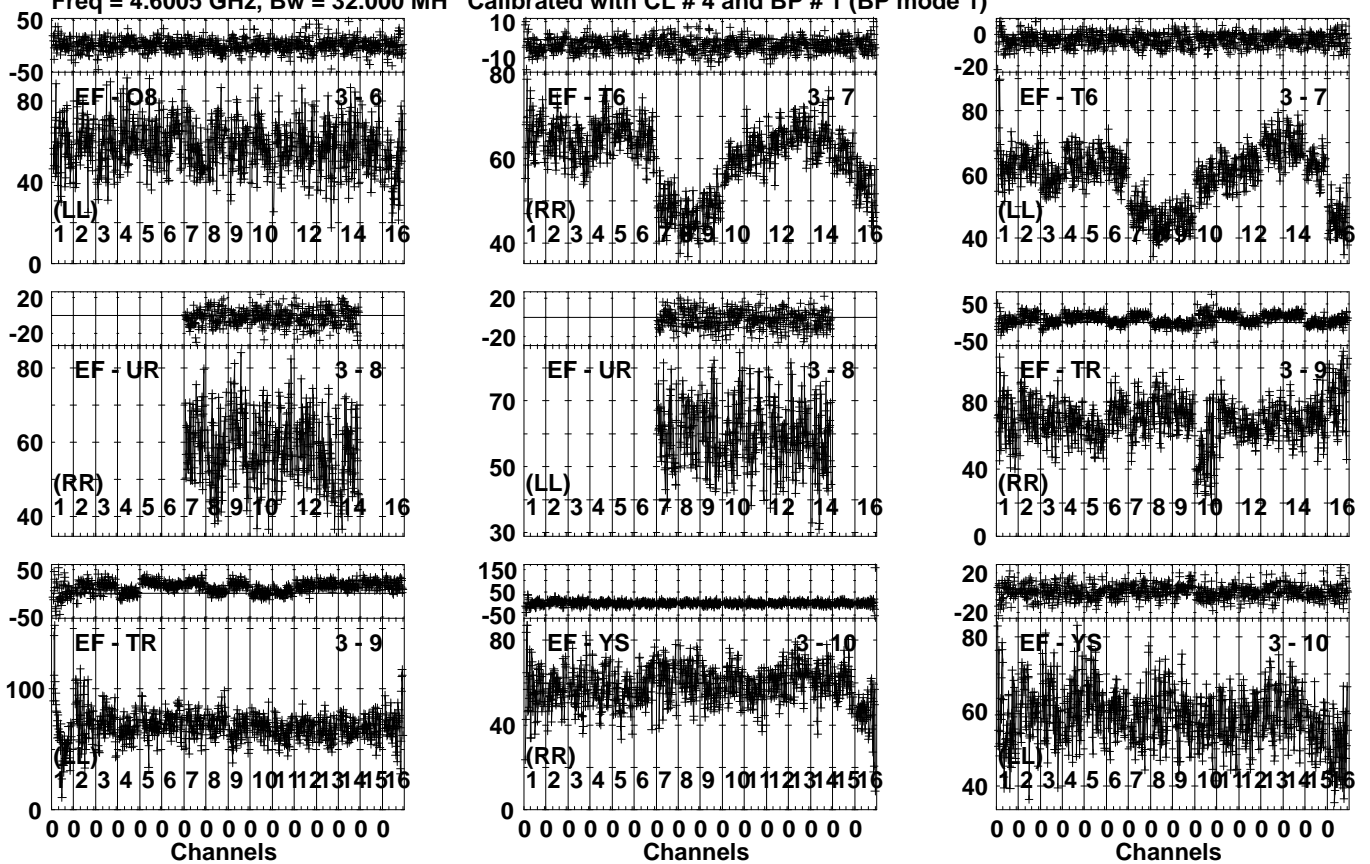 Freq = 4.6005 GHz, Bw = 32.000 MH Calibrated with CL # 4 and BP # 1 (BP mode 1)
50
-50
80
40
0
EF - O8 3 - 6
(LL)
1 2 3 4 5 6 7 8 9 10 12 14 16
10
-10
80
60
40
EF - T6 3 - 7
(RR)
1 2 3 4 5 6 7 8 9 10 12 14 16
0
-20
80
60
40
EF - T6 3 - 7
(LL)
1 2 3 4 5 6 7 8 9 10 12 14 16
20
-20
80
60
40
EF - UR 3 - 8
(RR)
1 2 3 4 5 6 7 8 9 10 12 14 16
20
-20
70
50
30
EF - UR 3 - 8
(LL)
1 2 3 4 5 6 7 8 9 10 12 14 16
50
-50
80
40
0
EF - TR 3 - 9
(RR)
1 2 3 4 5 6 7 8 9 10 12 14 16
50
-50
100
0
EF - TR 3 - 9
(LL)
1 2 3 4 5 6 7 8 9 10 11 12 13 14 15 16
0 0 0 0 0 0 0 0 0 0 0 0 0 0 0 0
Channels
150
50
-50
80
40
0
EF - YS 3 - 10
(RR)
1 2 3 4 5 6 7 8 9 10 11 12 13 14 15 16
0 0 0 0 0 0 0 0 0 0 0 0 0 0 0 0
Channels
20
-20
80
60
40
EF - YS 3 - 10
(LL)
1 2 3 4 5 6 7 8 9 10 11 12 13 14 15 16
0 0 0 0 0 0 0 0 0 0 0 0 0 0 0 0
Channels